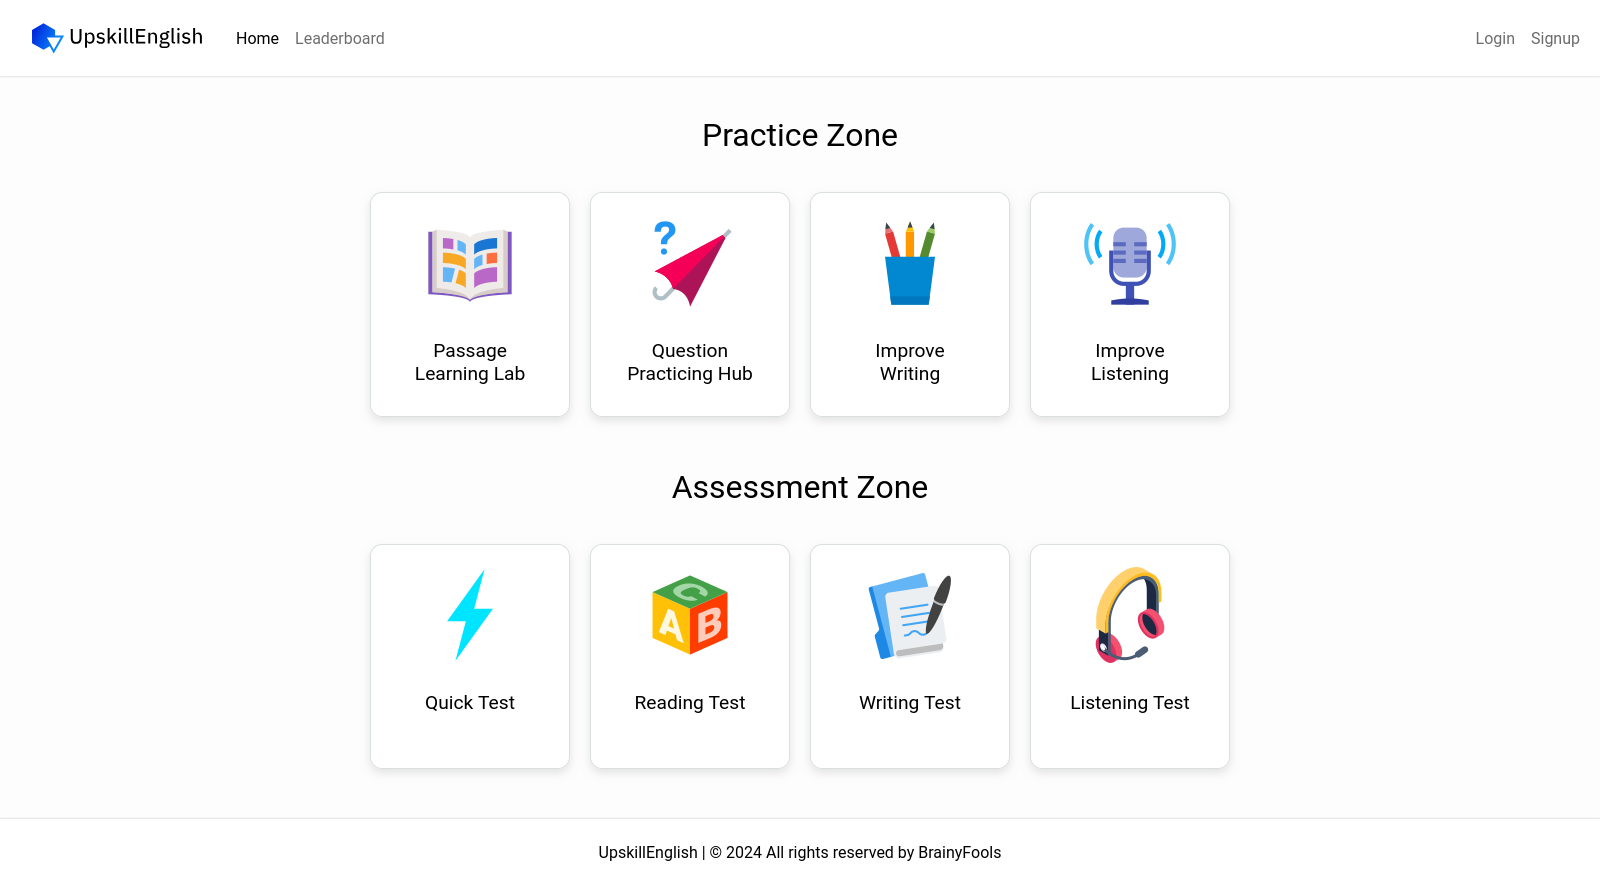 UpskillEnglish
Home
Leaderboard
Login
Signup
Practice Zone
?
Passage
Learning Lab
Question
Practicing Hub
Improve
Writing
Improve
Listening
Assessment Zone
C
A B
Quick Test
Reading Test
Writing Test
Listening Test
UpskillEnglish | © 2024 All rights reserved by BrainyFools